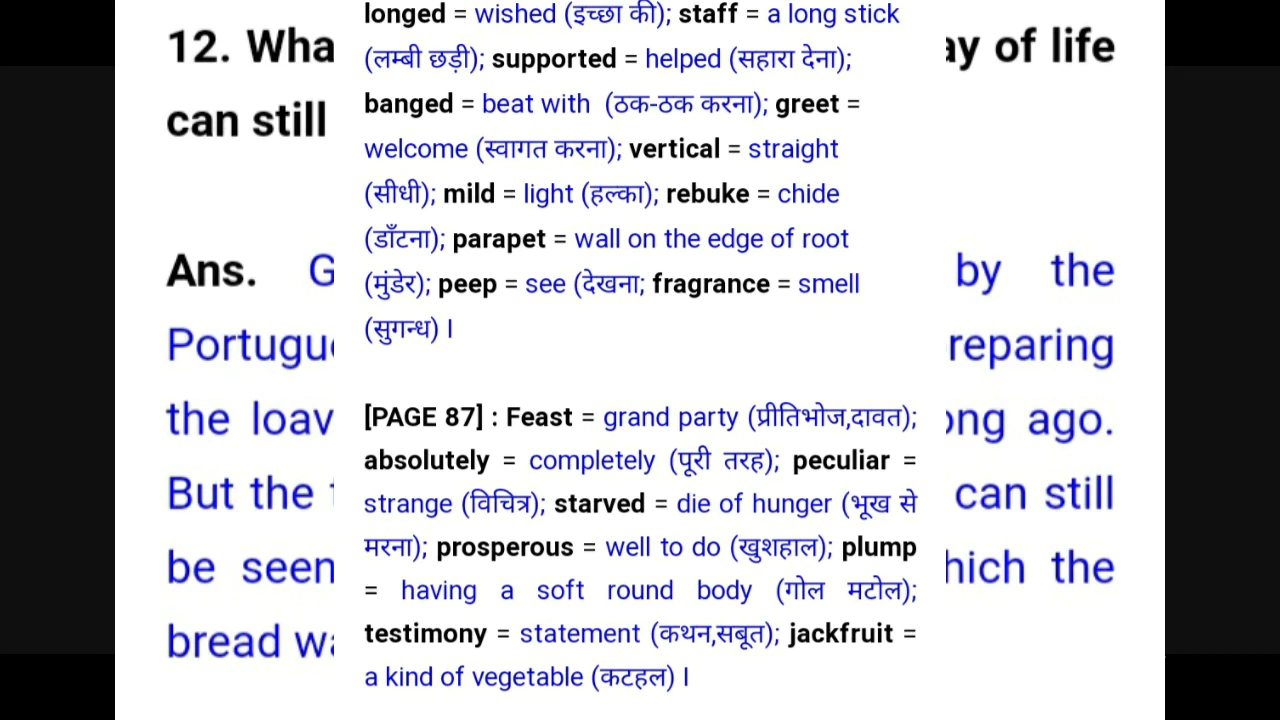 longed = wished (इच्छा की); staff = a long stick
12. Wha
ay of life
(लम्बी छड़ी); supported = helped (सहारा देना);
banged = beat with (ठक-ठक करना); greet =
can still
welcome (स्वागत करना); vertical = straight
(सीधी); mild = light (हल्का); rebuke = chide
(डाँटना); parapet = wall on the edge of root
Ans. G
by the
(मुंडेर); peep = see (देखना; fragrance = smell
(सुगन्ध) I
Portugu
reparing
[PAGE 87] : Feast = grand party (प्रीतिभोज,दावत);
the loav
ong ago.
absolutely = completely (पूरी तरह); peculiar =
But the
can still
strange (विचित्र); starved = die of hunger (भूख से
मरना); prosperous = well to do (खुशहाल); plump
be seen
hich the
= having a soft round body (गोल मटोल);
testimony = statement (कथन,सबूत); jackfruit =
bread wa
a kind of vegetable (कटहल) I